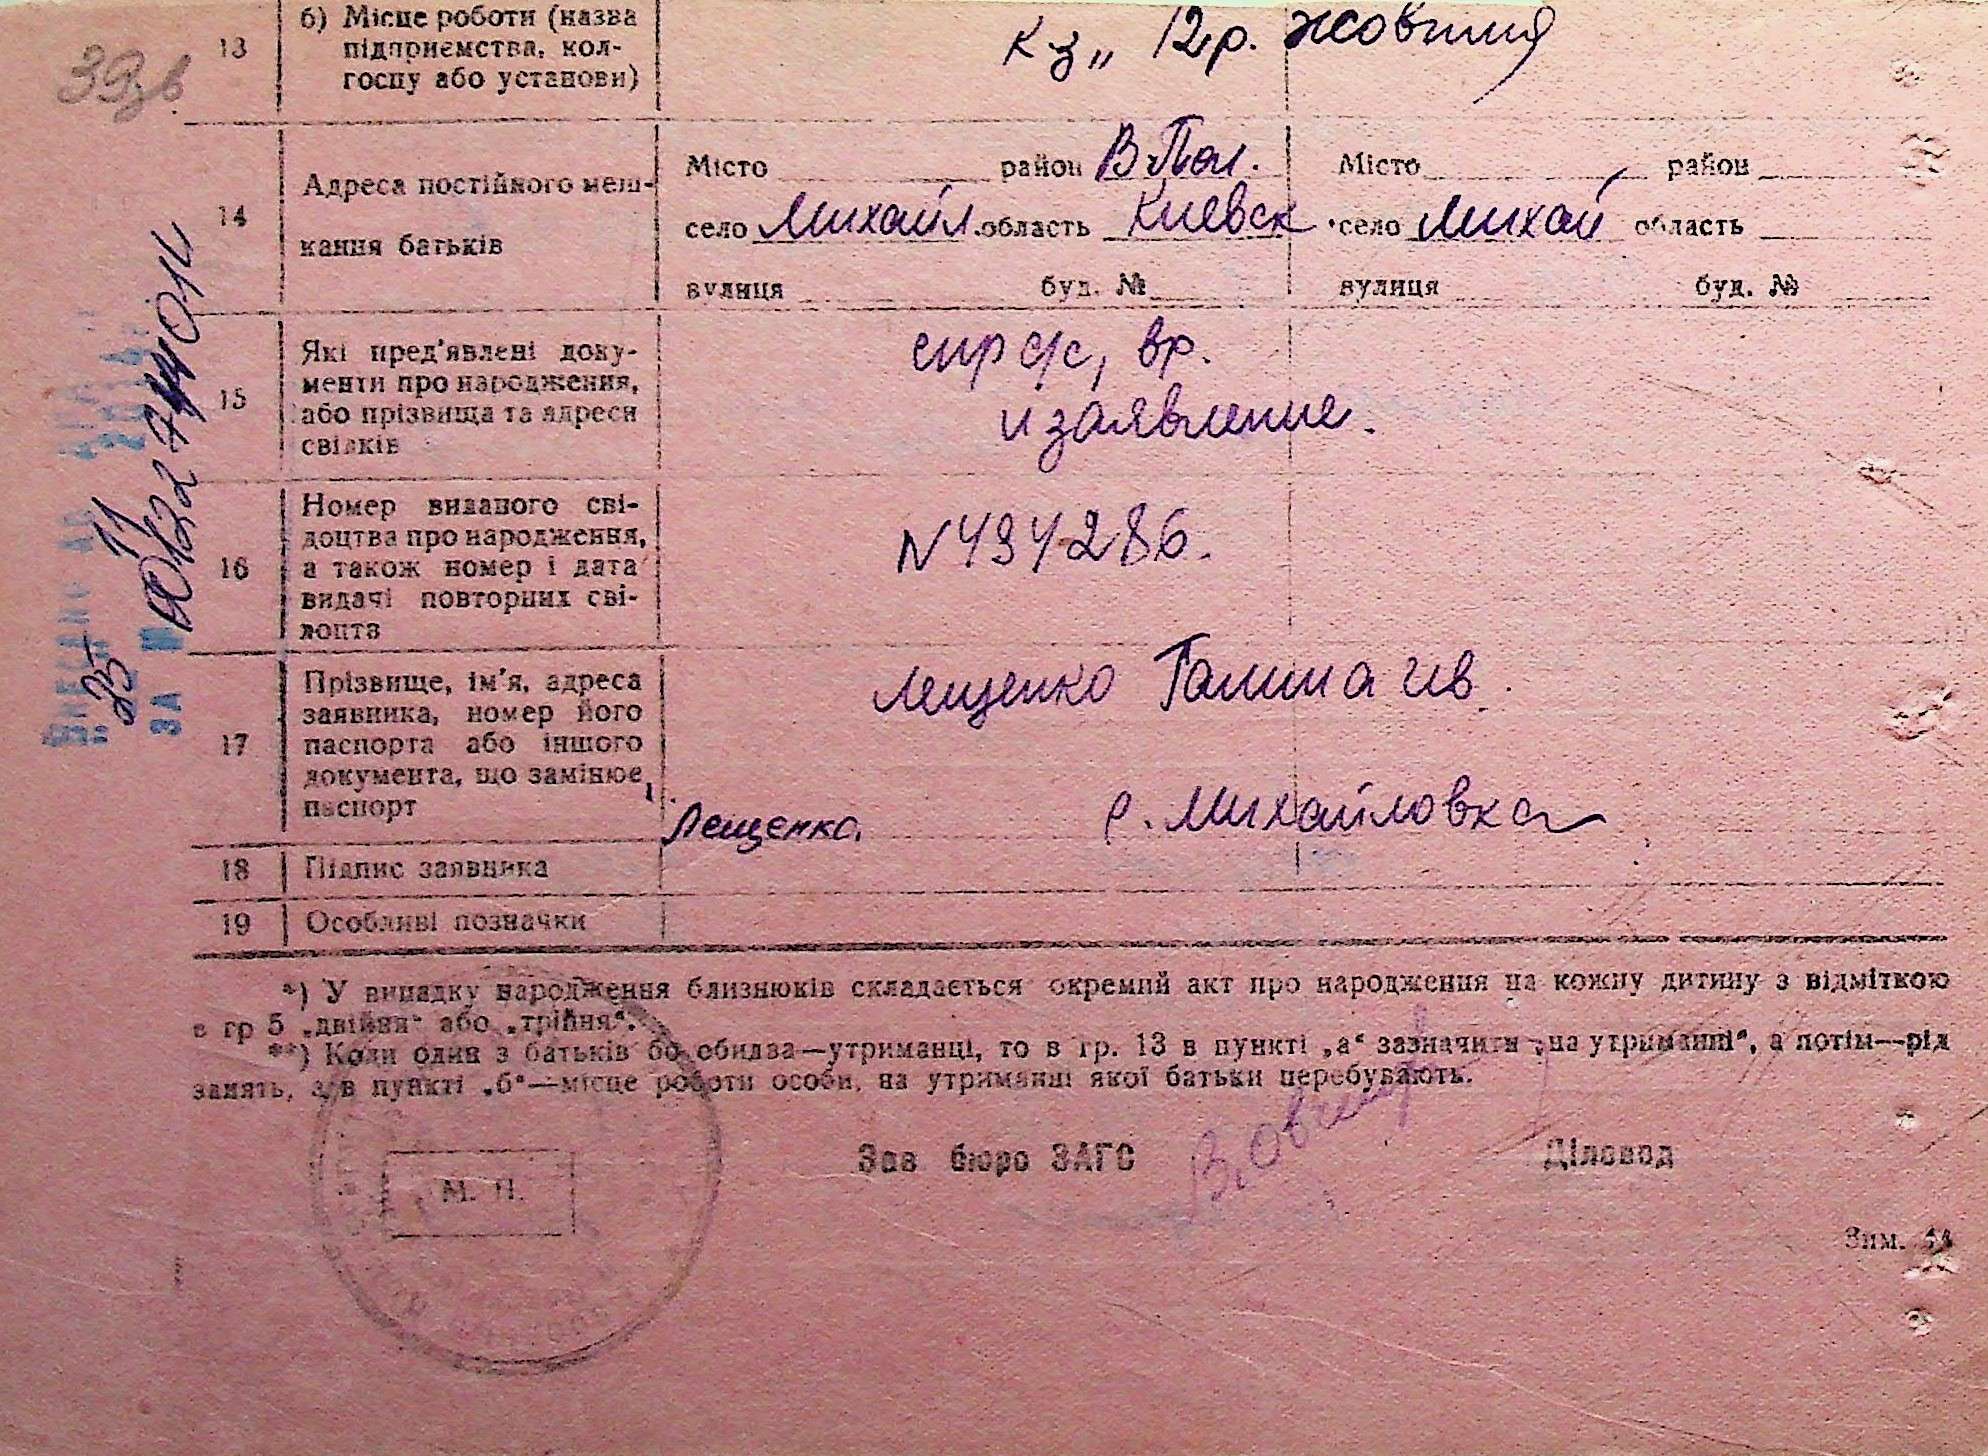 39зв
13 б) Місце роботи (назва підприємства, кол-
госпу або установи)
кз „ 12 р. жовтня
14 Адреса постійного меш-
кання батьків
Місто район В-Пол.
село Михайл. область Киевск
вулиця буд. №
Місто район
село Михай область
вулиця буд. №
15 Які пред'явлені доку-
менти про народження,
або прізвища та адреси
свідків
спр с/с, вр.
и заявление.
16 Номер виданого сві-
доцтва про народження,
а також номер і дата
видачі повторних сві-
доцтв
N 494286.
17 Прізвище, ім'я, адреса
заявника, номер його
паспорта або іншого
документа, що замінює
паспорт
Лещенко Галина Ив.
с. Михайловка
Лещенко.
18 Підпис заявника
19 Особливі позначки
*) У випадку народження близнюків складається окремий акт про народження на кожну дитину з відміткою
в гр 5 „двійня“ або „трійня“.
**) Коли один з батьків бо обидва—утриманці, то в гр. 13 в пункті „а“ зазначити „на утриманні“, а потім—рід
занять, а в пункті „б“—місце роботи особи, на утриманні якої батьки перебувають.
М. П.
Зав бюро ЗАГС
Діловод
Зим.